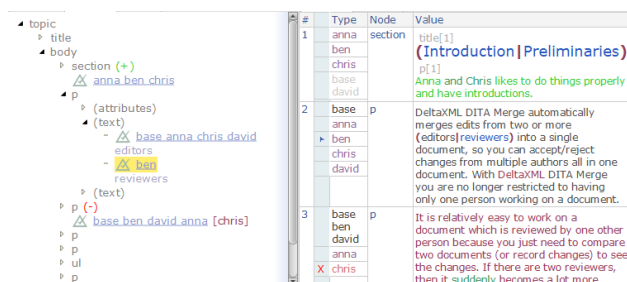 topic
title
body
section (+)
anna ben chris
p
(attributes)
(text)
base anna chris david
editors
ben
reviewers
(text)
p (-)
base ben david anna [chris]
p
p
ul
p
# Type Node Value
1 anna section title[1]
ben (Introduction|Preliminaries)
chris p[1]
base Anna and Chris likes to do things properly
david and have introductions.
2 base p DeltaXML DITA Merge automatically
anna merges edits from two or more
ben (editors|reviewers) into a single
chris document, so you can accept/reject
david changes from multiple authors all in one
document. With DeltaXML DITA Merge
you are no longer restricted to having
only one person working on a document.
3 base p It is relatively easy to work on a
ben document which is reviewed by one other
david person because you just need to compare
anna two documents (or record changes) to see
X chris the changes. If there are two reviewers,
then it suddenly becomes a lot more